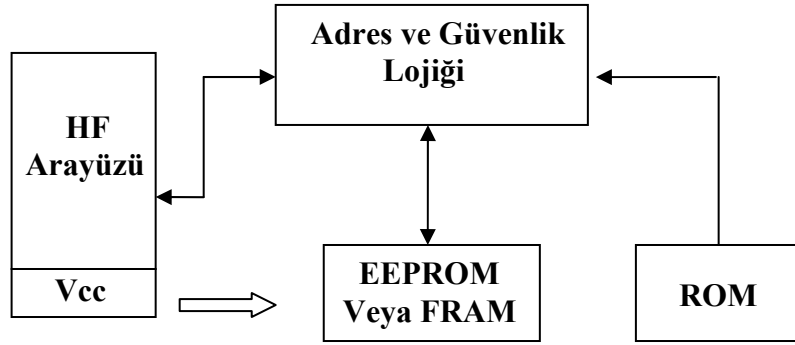 Adres ve Güvenlik
Lojiği
HF
Arayüzü
Vcc
EEPROM
Veya FRAM
ROM